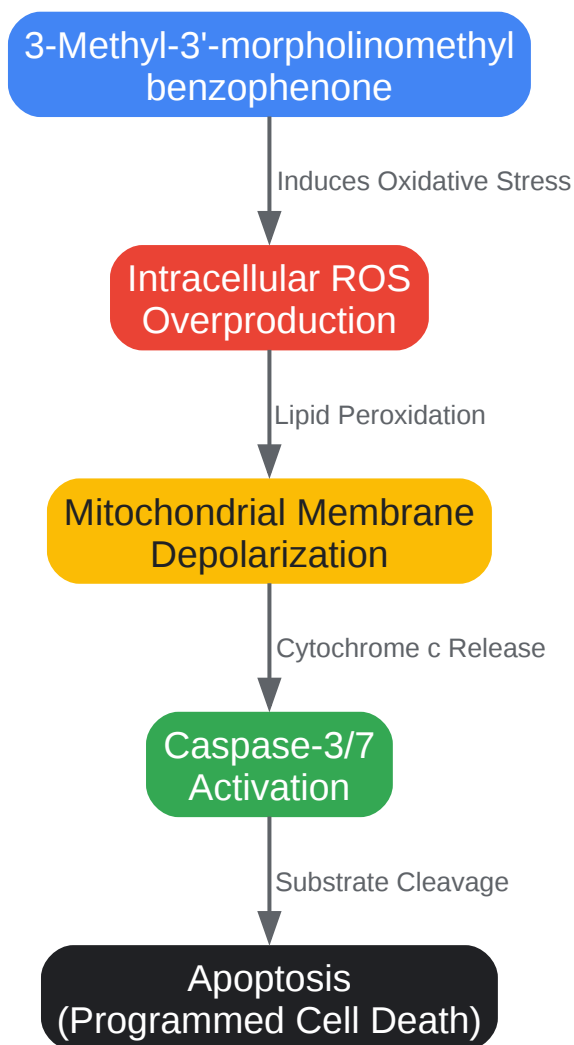 3-Methyl-3'-morpholinomethyl
benzophenone
Induces Oxidative Stress
Intracellular ROS
Overproduction
Lipid Peroxidation
Mitochondrial Membrane
Depolarization
Cytochrome c Release
Caspase-3/7
Activation
Substrate Cleavage
Apoptosis
(Programmed Cell Death)